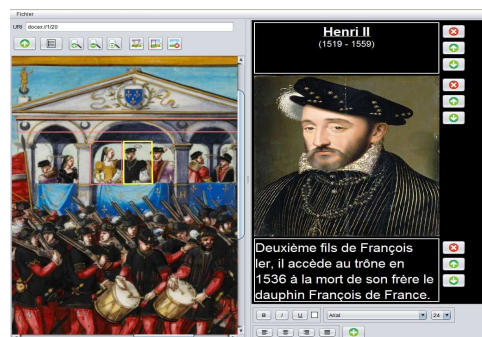 Fichier
URI docex://1/20
Henri II
(1519 - 1559)
Deuxième fils de François
Ier, il accède au trône en
1536 à la mort de son frère le
dauphin François de France.
B I U Arial 24